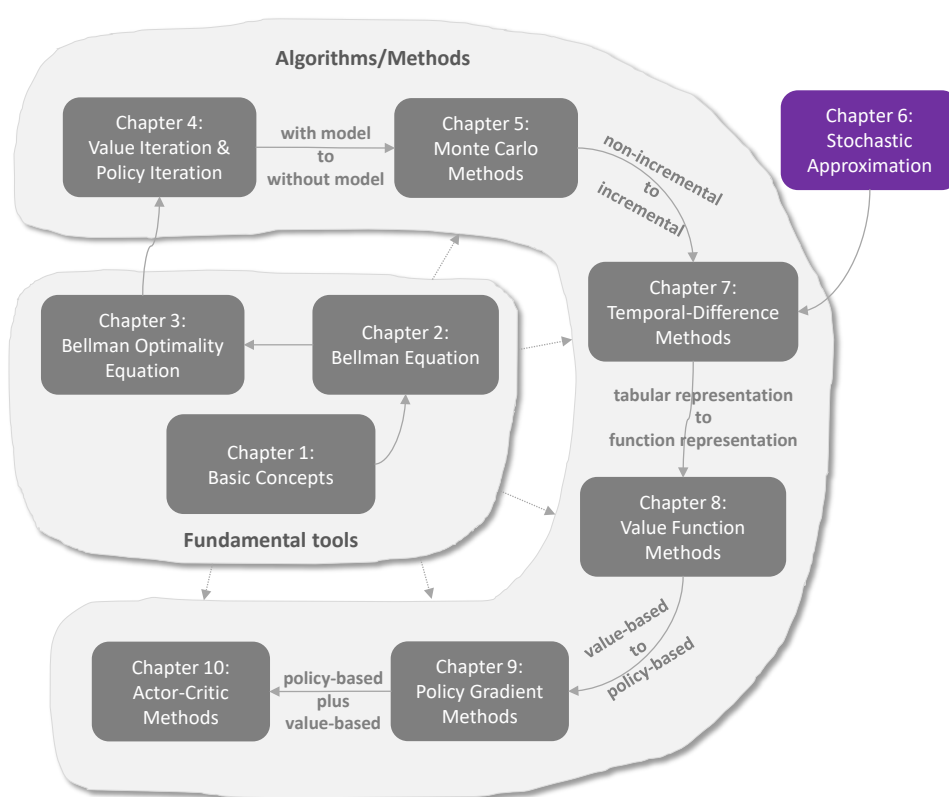 Algorithms/Methods
Chapter 4:
Value Iteration &
Policy Iteration
with model
to
without model
Chapter 5:
Monte Carlo
Methods
non-incremental
to
incremental
Chapter 6:
Stochastic
Approximation
Chapter 3:
Bellman Optimality
Equation
Chapter 2:
Bellman Equation
Chapter 1:
Basic Concepts
Fundamental tools
Chapter 7:
Temporal-Difference
Methods
tabular representation
to
function representation
Chapter 8:
Value Function
Methods
value-based
to
policy-based
Chapter 9:
Policy Gradient
Methods
policy-based
plus
value-based
Chapter 10:
Actor-Critic
Methods